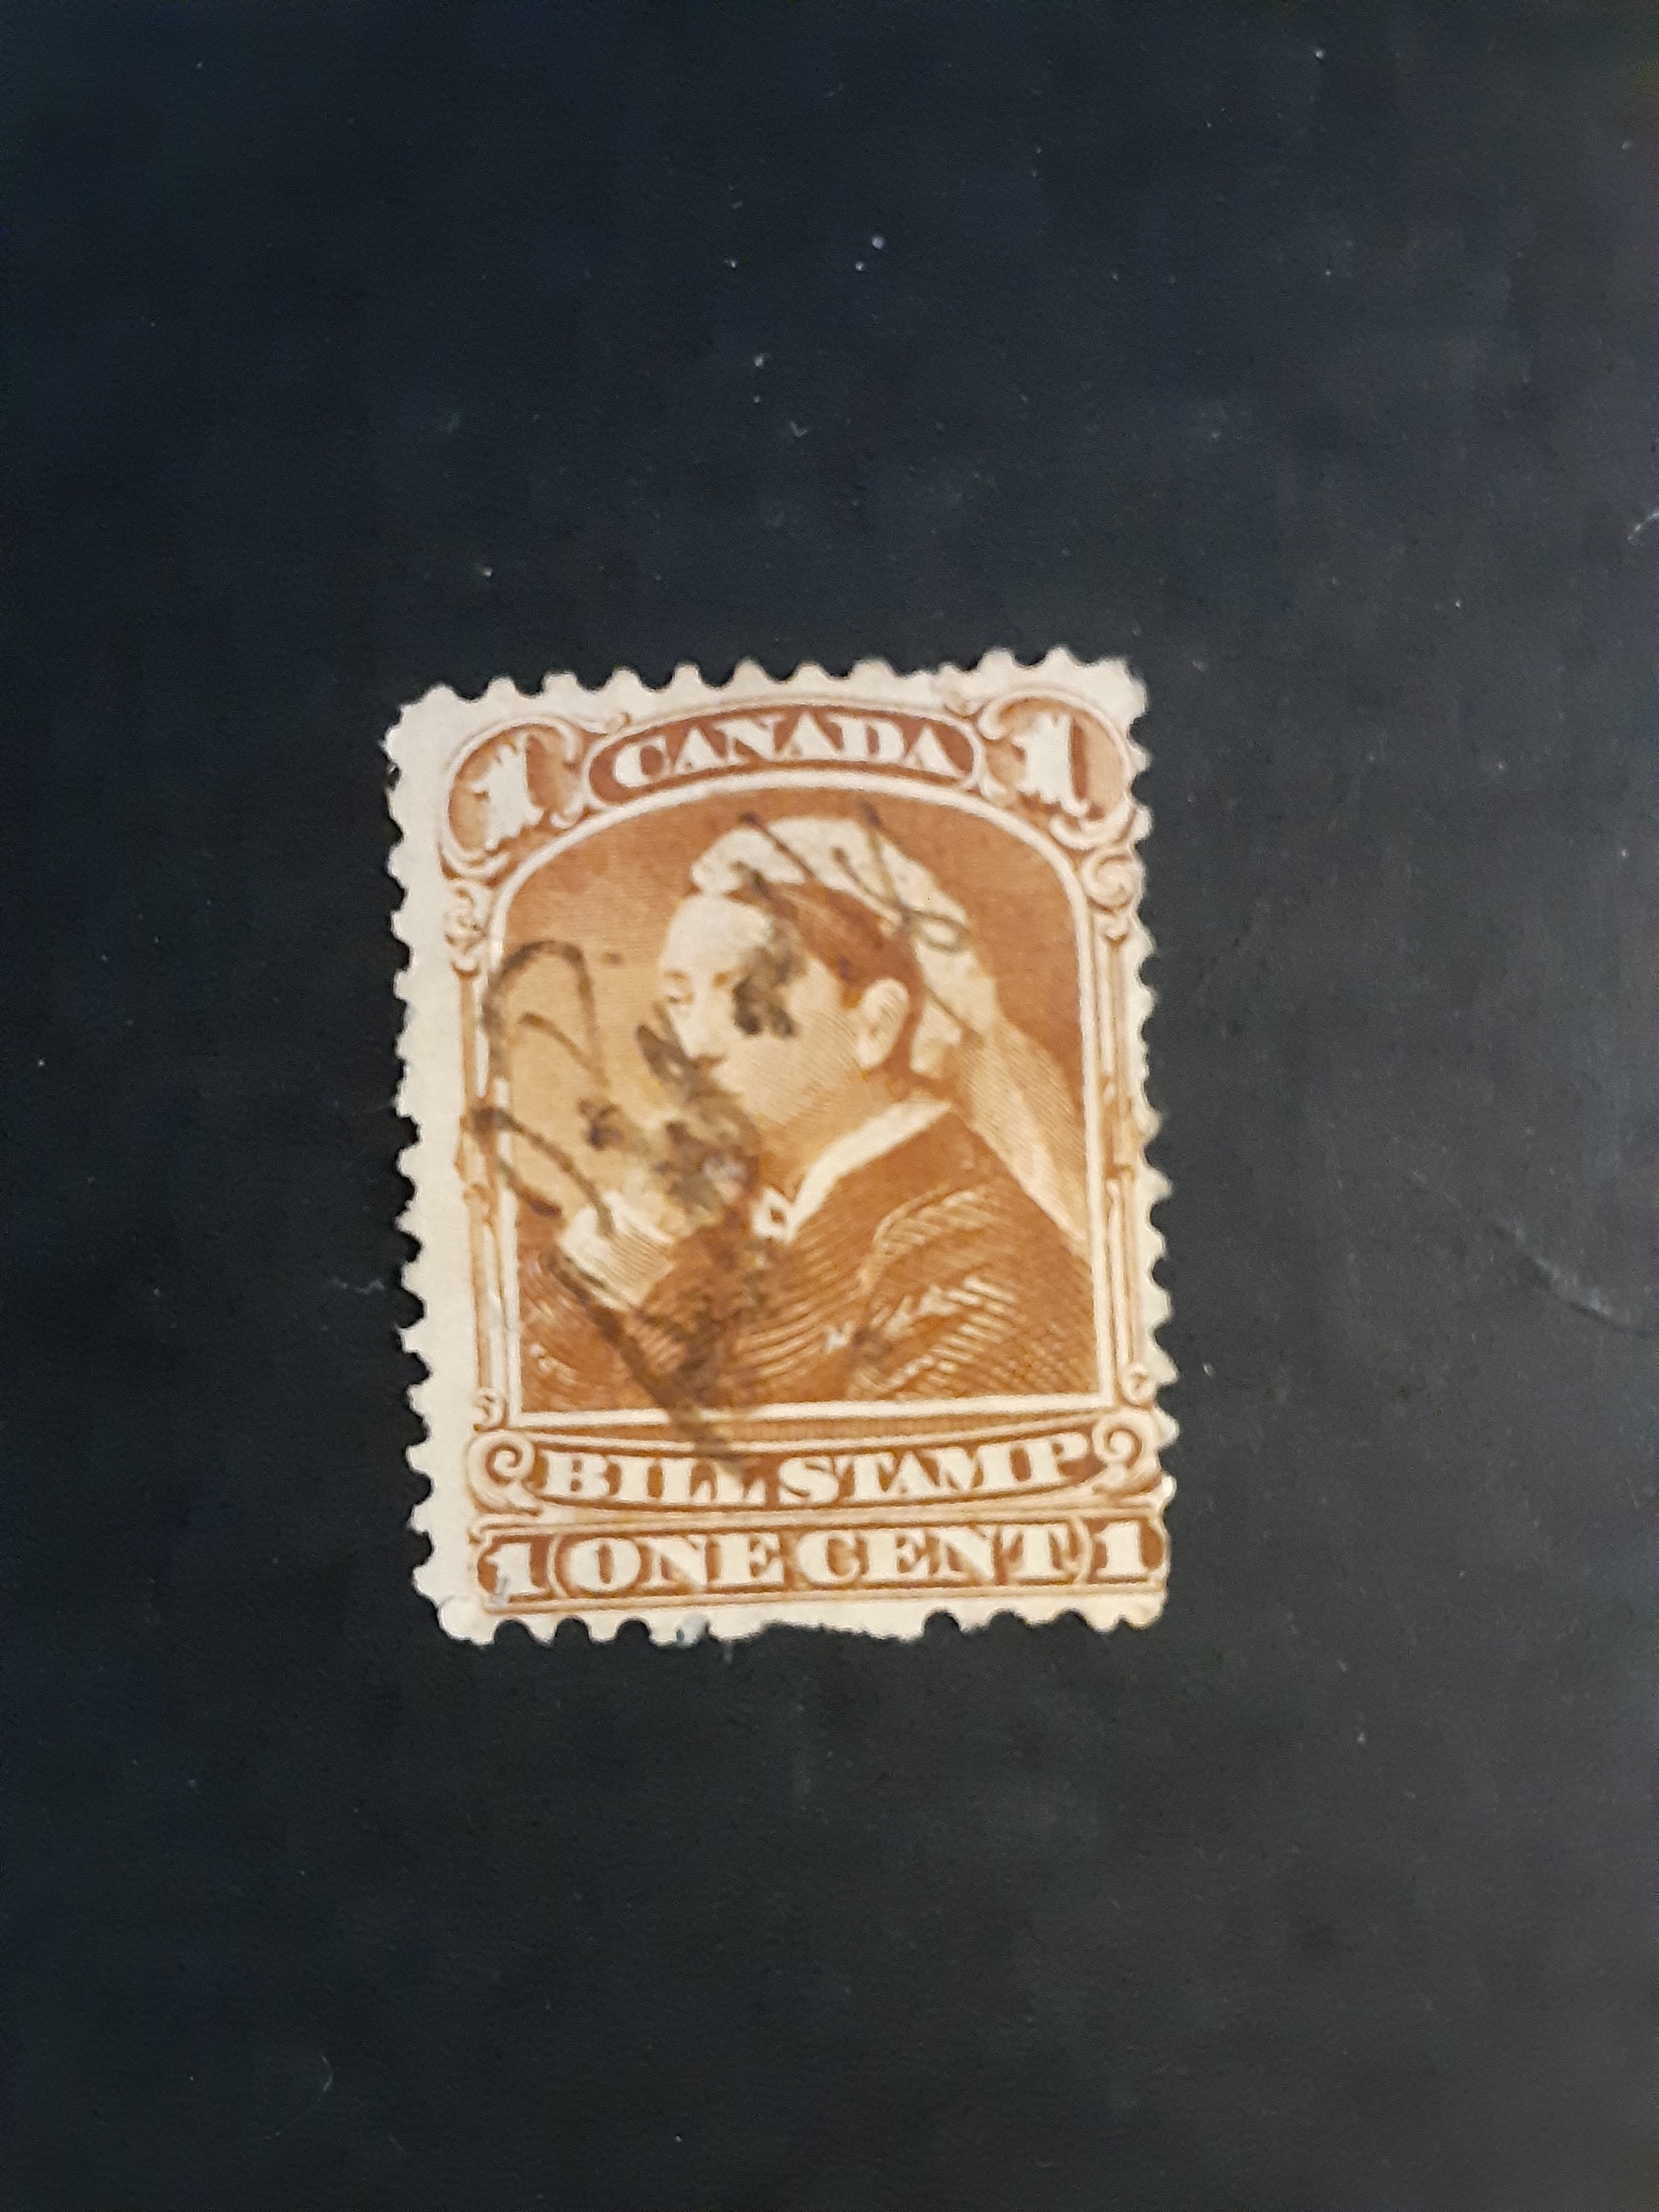 1 CANADA 1
BILL STAMP
1 ONE CENT 1